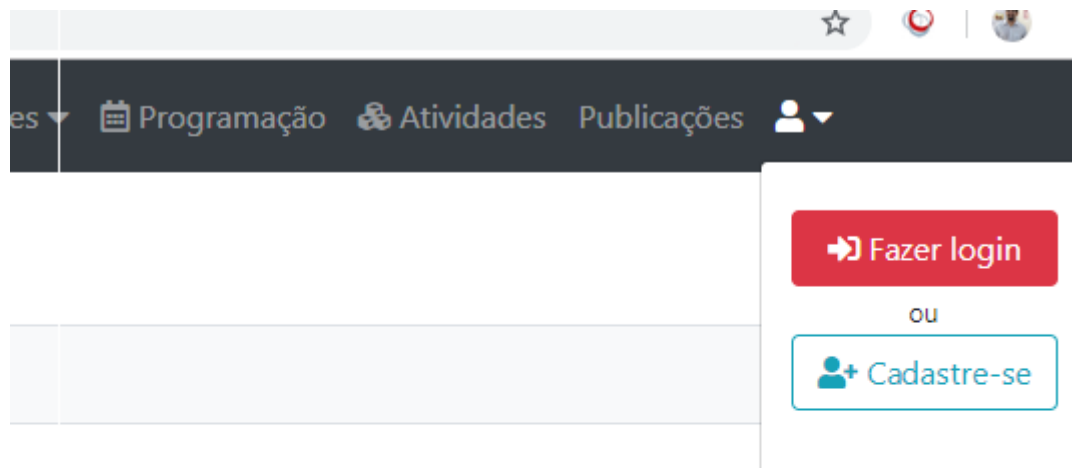 es Programação Atividades Publicações
Fazer login
ou
Cadastre-se